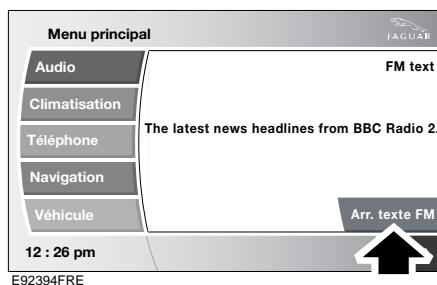 Menu principal
JAGUAR
Audio
FM text
Climatisation
The latest news headlines from BBC Radio 2.
Téléphone
Navigation
Véhicule
Arr. texte FM
12 : 26 pm
E92394FRE